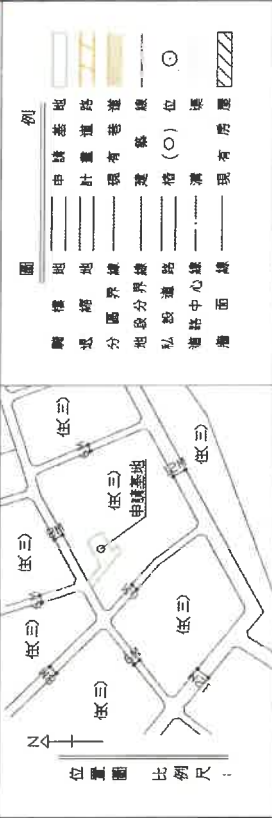 圖例
騎樓地
申請基地
退縮地
計畫道路
分區界線
現有巷道
地段分界線
建築線
私設道路
樁(○)位
道路中心線
溝渠
牆面線
現有房屋
住(三)
住(三)
住(三)
住(三)
住(三)
申請基地
住(三)
住(三)
N
位置圖 比例尺：